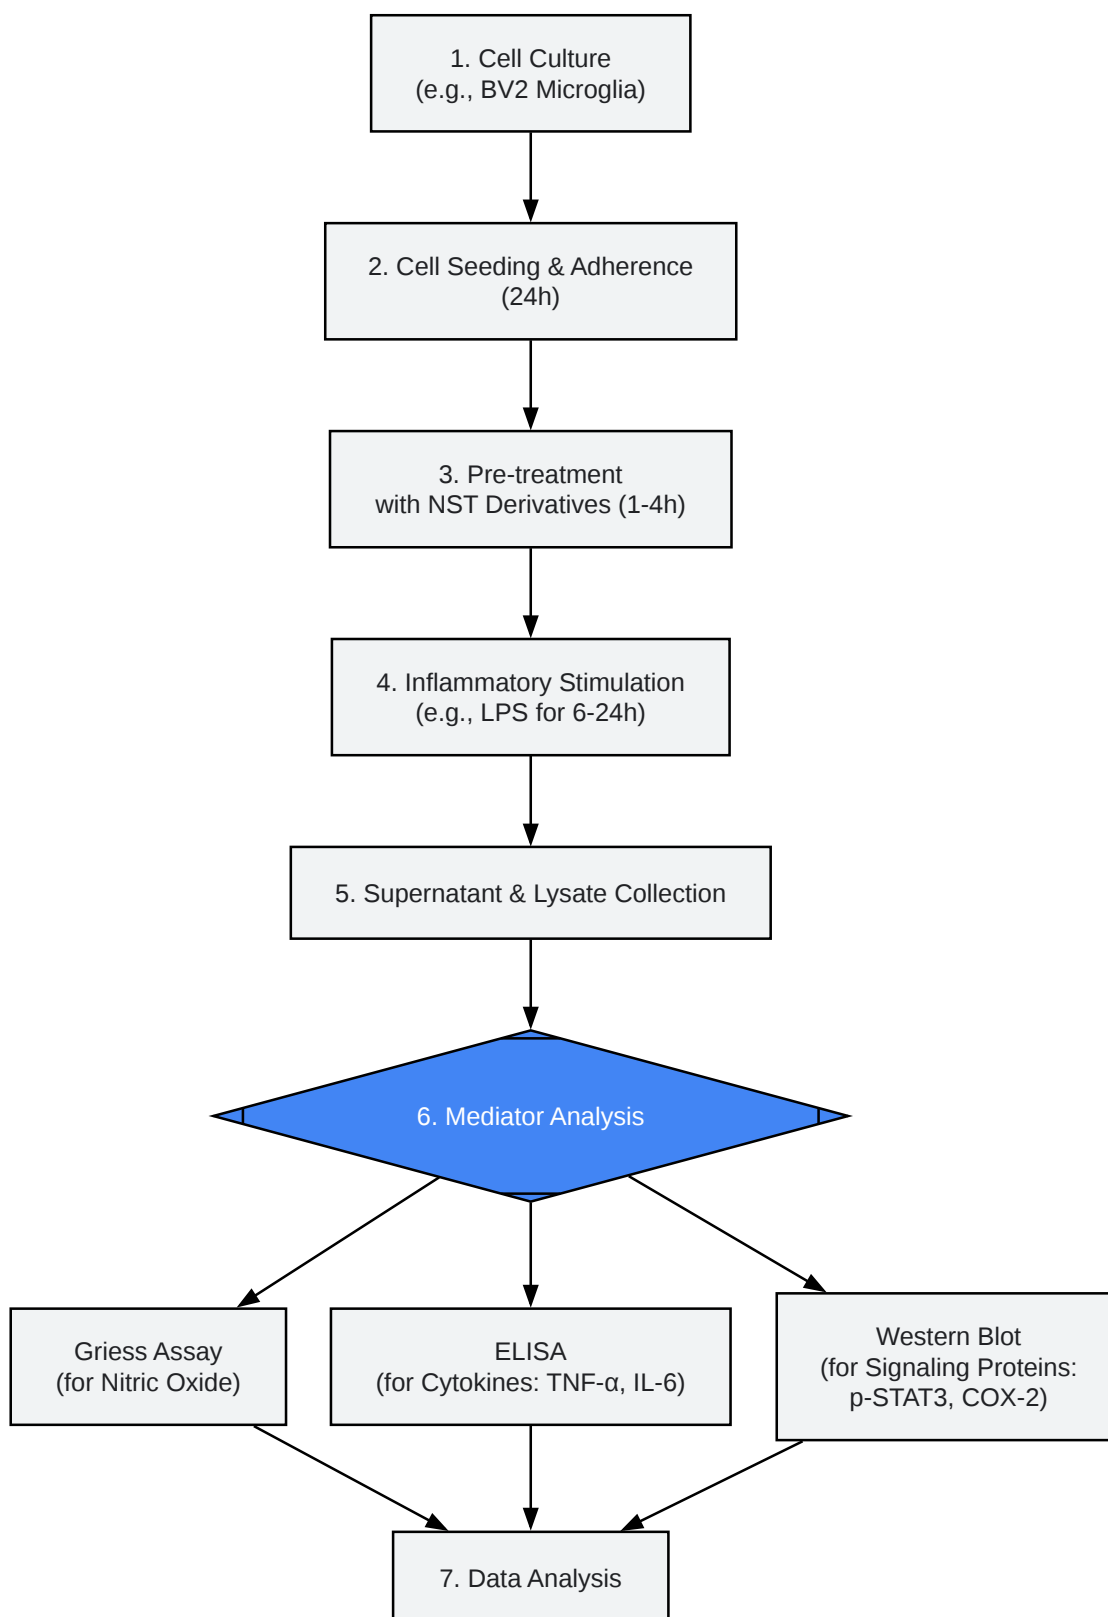 1. Cell Culture
(e.g., BV2 Microglia)
2. Cell Seeding & Adherence
(24h)
3. Pre-treatment
with NST Derivatives (1-4h)
4. Inflammatory Stimulation
(e.g., LPS for 6-24h)
5. Supernatant & Lysate Collection
6. Mediator Analysis
Griess Assay
(for Nitric Oxide)
ELISA
(for Cytokines: TNF-α, IL-6)
Western Blot
(for Signaling Proteins:
p-STAT3, COX-2)
7. Data Analysis